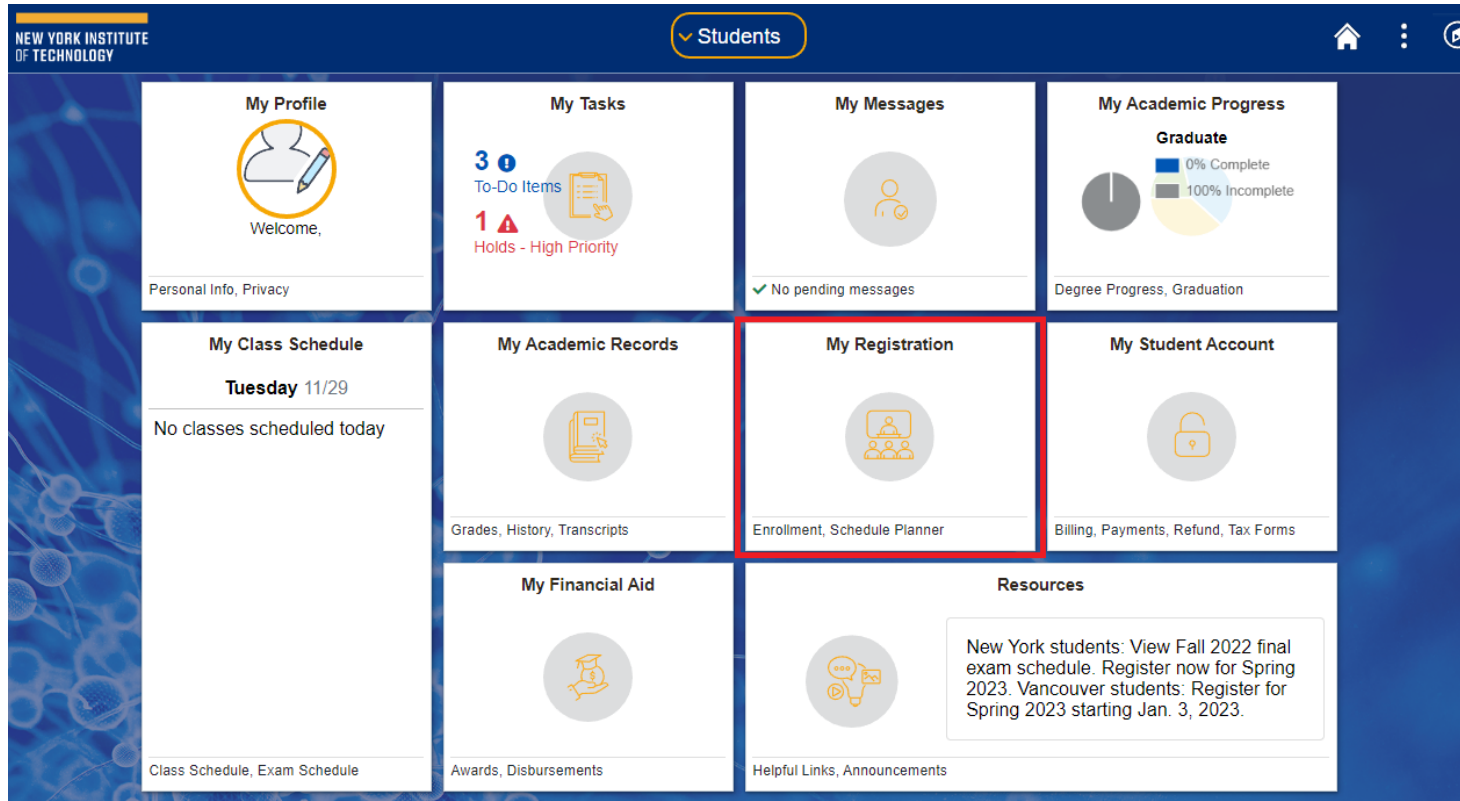 NEW YORK INSTITUTE
OF TECHNOLOGY
Students
My Profile
Welcome,
Personal Info, Privacy
My Tasks
3
To-Do Items
1
Holds - High Priority
My Messages
No pending messages
My Academic Progress
Graduate
0% Complete
100% Incomplete
Degree Progress, Graduation
My Class Schedule
Tuesday 11/29
No classes scheduled today
Class Schedule, Exam Schedule
My Academic Records
Grades, History, Transcripts
My Registration
Enrollment, Schedule Planner
My Student Account
Billing, Payments, Refund, Tax Forms
My Financial Aid
Awards, Disbursements
Resources
New York students: View Fall 2022 final
exam schedule. Register now for Spring
2023. Vancouver students: Register for
Spring 2023 starting Jan. 3, 2023.
Helpful Links, Announcements